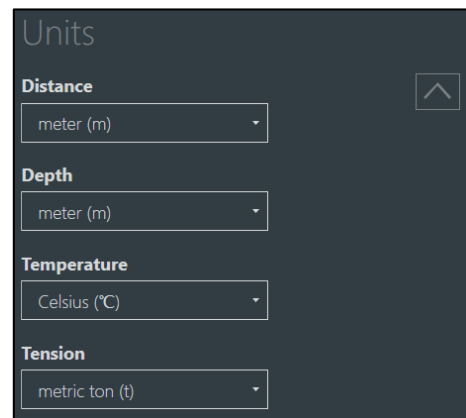 Units
Distance
meter (m)
Depth
meter (m)
Temperature
Celsius (℃)
Tension
metric ton (t)